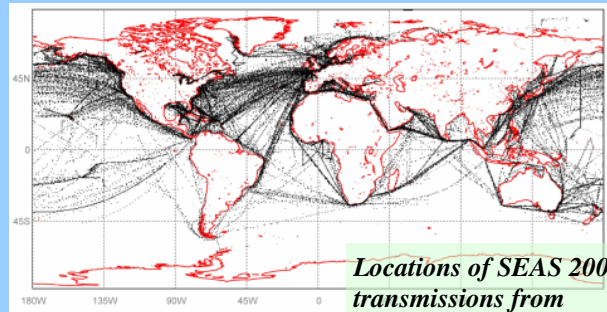 45N
0
45S
180W 135W 90W 45W 0
Locations of SEAS 200
transmissions from